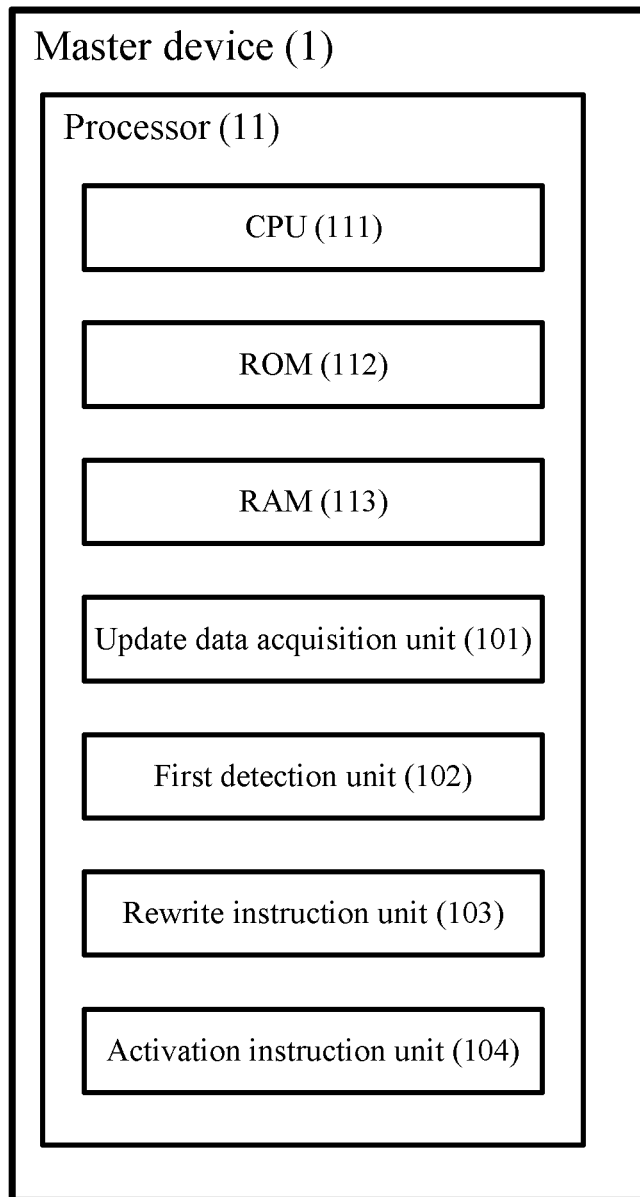 Master device (1)
Processor (11)
CPU (111)
ROM (112)
RAM (113)
Update data acquisition unit (101)
First detection unit (102)
Rewrite instruction unit (103)
Activation instruction unit (104)